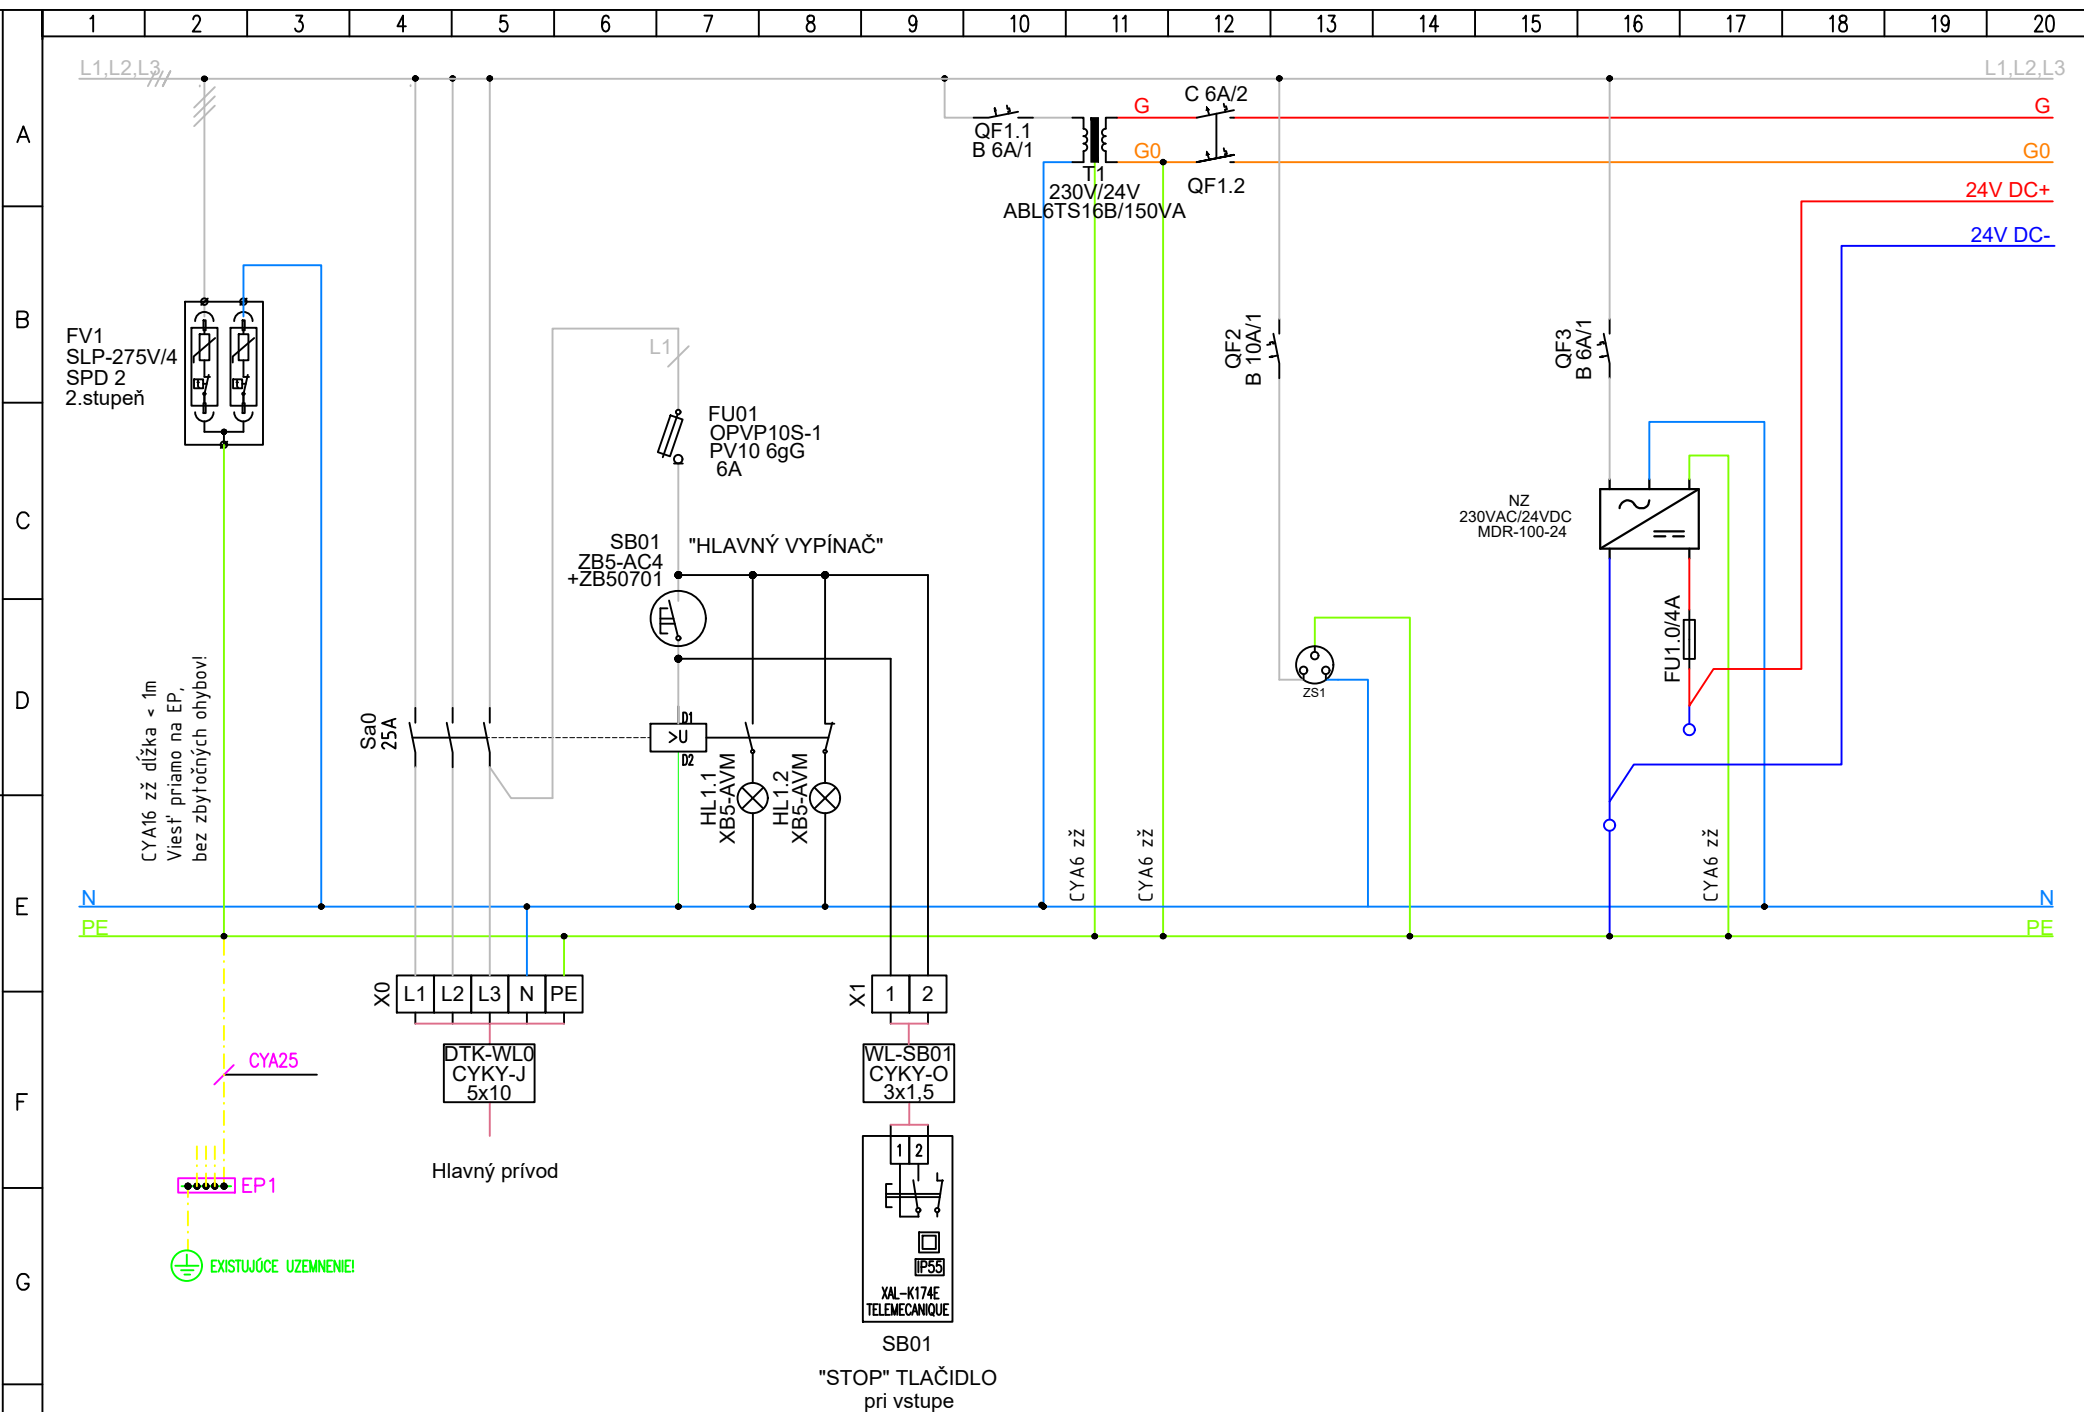 1 2 3 4 5 6 7 8 9 10 11 12 13 14 15 16 17 18 19 20
A
B
C
D
E
F
G
L1,L2,L3
L1,L2,L3
G
C 6A/2
G
QF1.1
B 6A/1
G0
G0
T1
230V/24V
ABL6TS16B/150VA
QF1.2
24V DC+
24V DC-
FV1
SLP-275V/4
SPD 2
2.stupeň
L1
QF2
B 10A/1
QF3
B 6A/1
FU01
OPVP10S-1
PV10 6gG
6A
NZ
230VAC/24VDC
MDR-100-24
SB01
ZB5-AC4
+ZB50701
"HLAVNÝ VYPÍNAČ"
FU1.0/4A
ZS1
CYA16 zž dĺžka < 1m
Viesť priamo na EP,
bez zbytočných ohybov!
Sa0
25A
D1
>U
D2
HL1.1
XB5-AVM
HL1.2
XB5-AVM
CYA6 zž
CYA6 zž
CYA6 zž
N
N
PE
PE
X0
L1 L2 L3 N PE
X1
1 2
DTK-WL0
CYKY-J
5x10
WL-SB01
CYKY-O
3x1,5
CYA25
Hlavný prívod
EP1
EXISTUJÚCE UZEMNENIE!
1 2
IP55
XAL-K174E
TELEMECANIQUE
SB01
"STOP" TLAČIDLO
pri vstupe